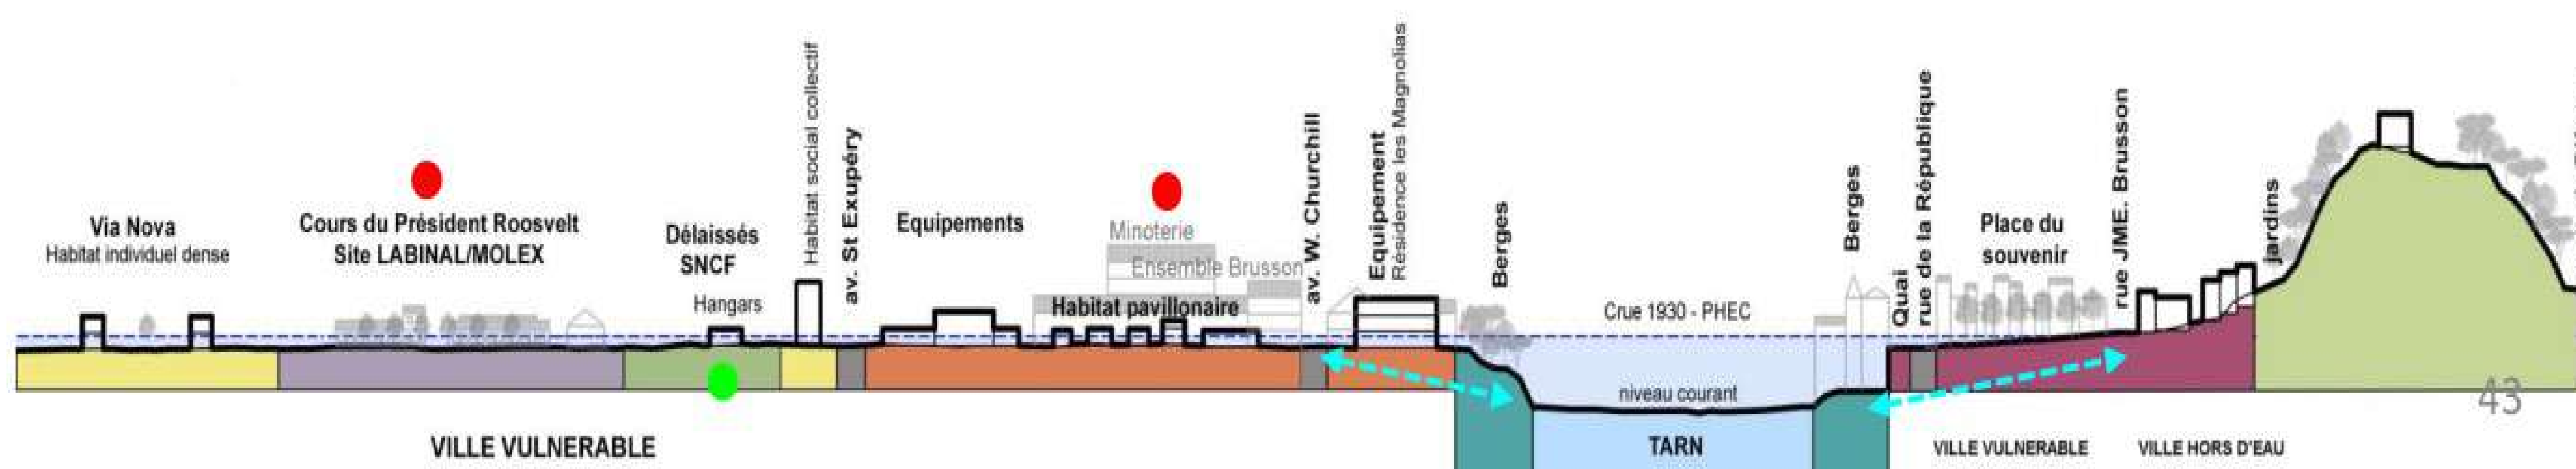 Via Nova
Habitat individuel dense
Cours du Président Roosvelt
Site LABINAL/MOLEX
Délaissés
SNCF
Hangars
Habitat social collectif
av. St Exupéry
Equipements
Minoterie
Ensemble Brusson
Habitat pavillonaire
av. W. Churchill
Equipement
Résidence les Magnolias
Berges
Crue 1930 - PHEC
niveau courant
Berges
Quai
rue de la République
Place du
souvenir
rue JME. Brusson
jardins
43
VILLE VULNERABLE
TARN
VILLE VULNERABLE
VILLE HORS D'EAU